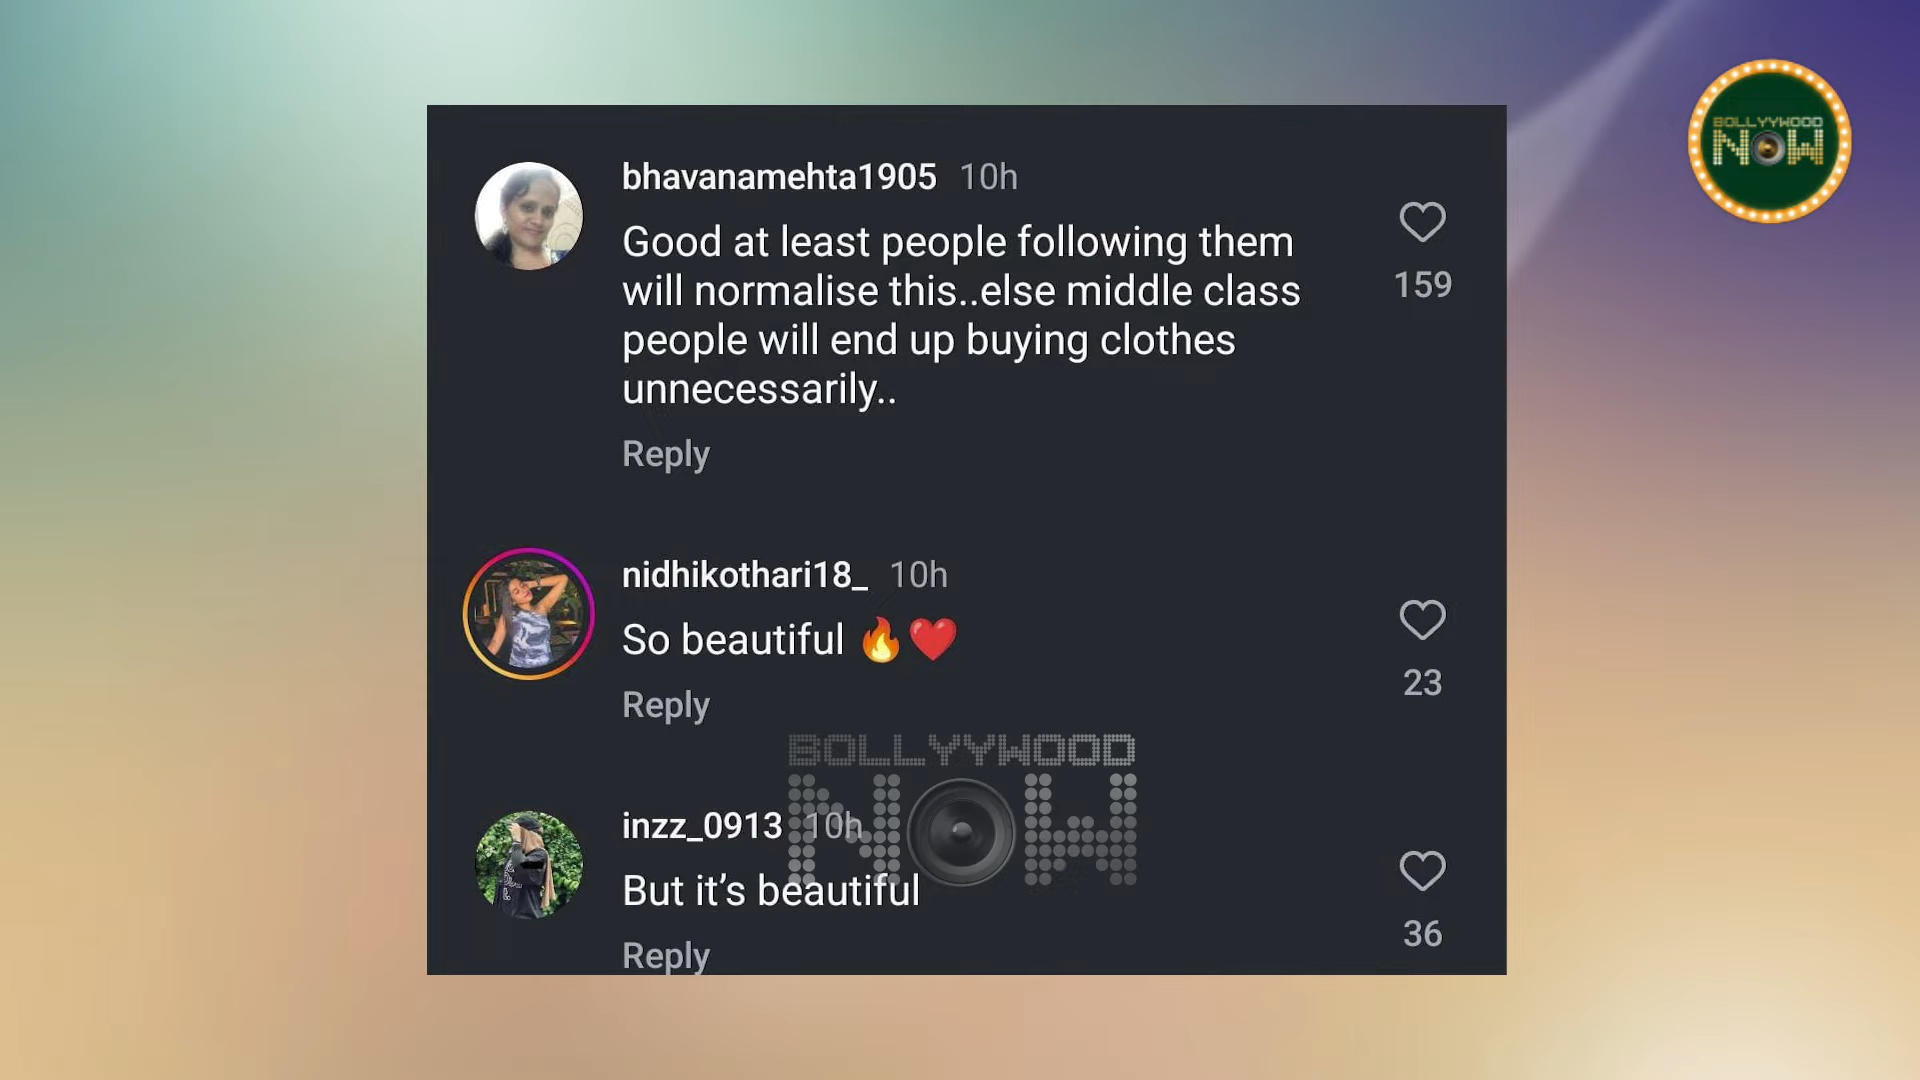 BOLLYYWOOD
NOW
bhavanamehta1905 10h
Good at least people following them
will normalise this..else middle class
people will end up buying clothes
unnecessarily..
Reply
159
nidhikothari18_ 10h
So beautiful 🔥❤️
Reply
23
BOLLYYWOOD
NOW
inzz_0913 10h
But it’s beautiful
Reply
36